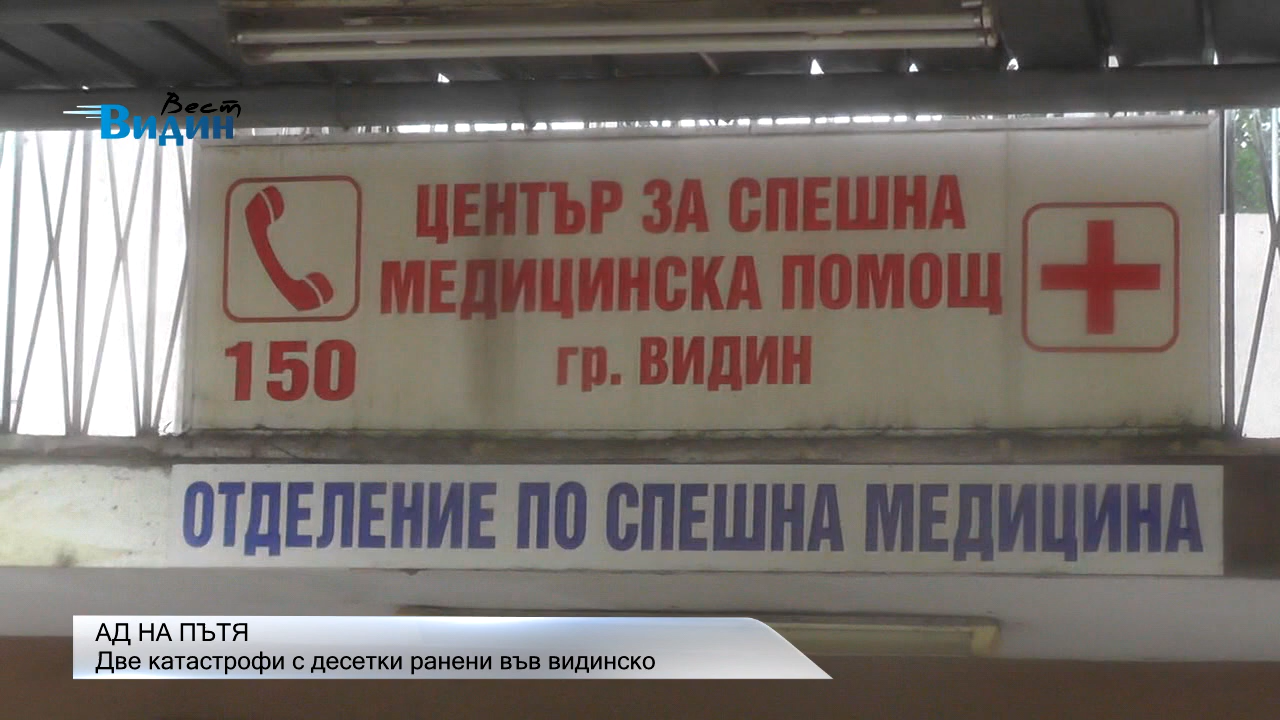 Вест
Видин
ЦЕНТЪР ЗА СПЕШНА
МЕДИЦИНСКА ПОМОЩ
гр. ВИДИН
150
ОТДЕЛЕНИЕ ПО СПЕШНА МЕДИЦИНА
АД НА ПЪТЯ
Две катастрофи с десетки ранени във видинско